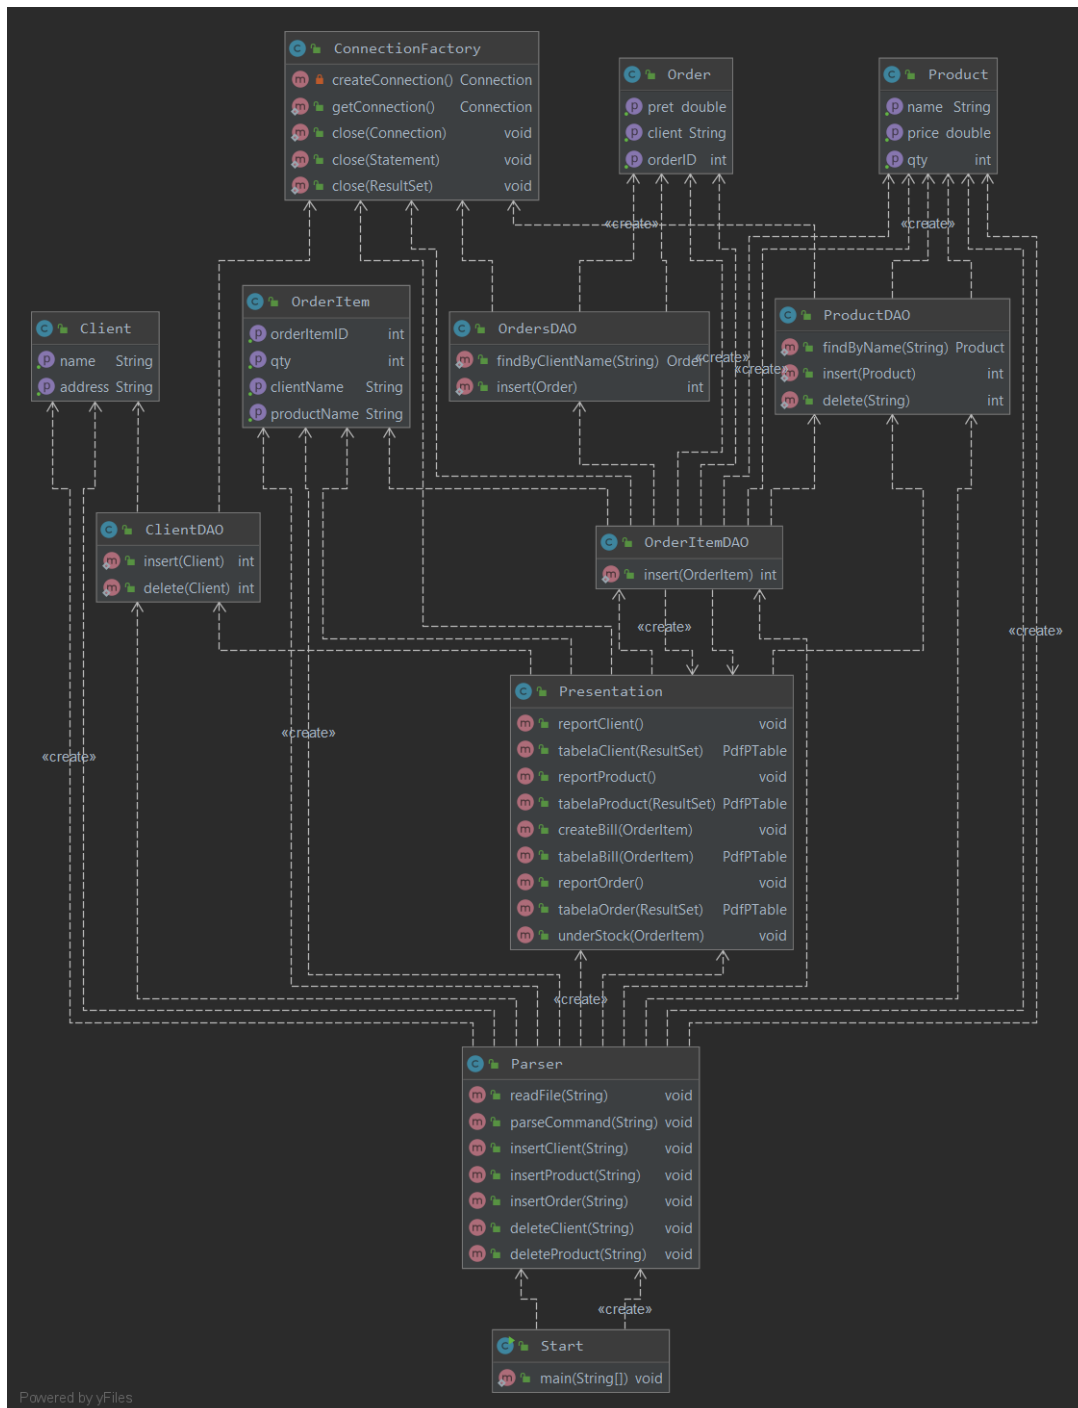 ConnectionFactory
createConnection() Connection
getConnection() Connection
close(Connection) void
close(Statement) void
close(ResultSet) void
Order
pret double
client String
orderID int
Product
name String
price double
qty int
«create»
«create»
Client
name String
address String
OrderItem
orderItemID int
qty int
clientName String
productName String
OrdersDAO
findByClientName(String) Order
insert(Order) int
«create»
«create»
ProductDAO
findByName(String) Product
insert(Product) int
delete(String) int
ClientDAO
insert(Client) int
delete(Client) int
OrderItemDAO
insert(OrderItem) int
«create»
«create»
Presentation
reportClient() void
tabelaClient(ResultSet) PdfPTable
reportProduct() void
tabelaProduct(ResultSet) PdfPTable
createBill(OrderItem) void
tabelaBill(OrderItem) PdfPTable
reportOrder() void
tabelaOrder(ResultSet) PdfPTable
underStock(OrderItem) void
«create»
«create»
«create»
Parser
readFile(String) void
parseCommand(String) void
insertClient(String) void
insertProduct(String) void
insertOrder(String) void
deleteClient(String) void
deleteProduct(String) void
«create»
Start
main(String[]) void
Powered by yFiles